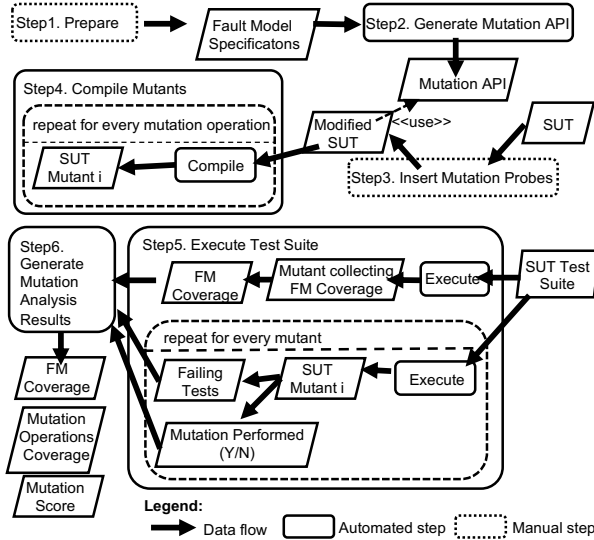 Step1. Prepare
Fault Model
Specificatons
Step2. Generate Mutation API
Mutation API
Step4. Compile Mutants
repeat for every mutation operation
SUT
Mutant i
Compile
Modified
SUT
<<use>>
SUT
Step3. Insert Mutation Probes
Step6.
Generate
Mutation
Analysis
Results
Step5. Execute Test Suite
FM
Coverage
Mutant collecting
FM Coverage
Execute
SUT Test
Suite
repeat for every mutant
Failing
Tests
SUT
Mutant i
Execute
Mutation Performed
(Y/N)
FM
Coverage
Mutation
Operations
Coverage
Mutation
Score
Legend:
Data flow
Automated step
Manual step